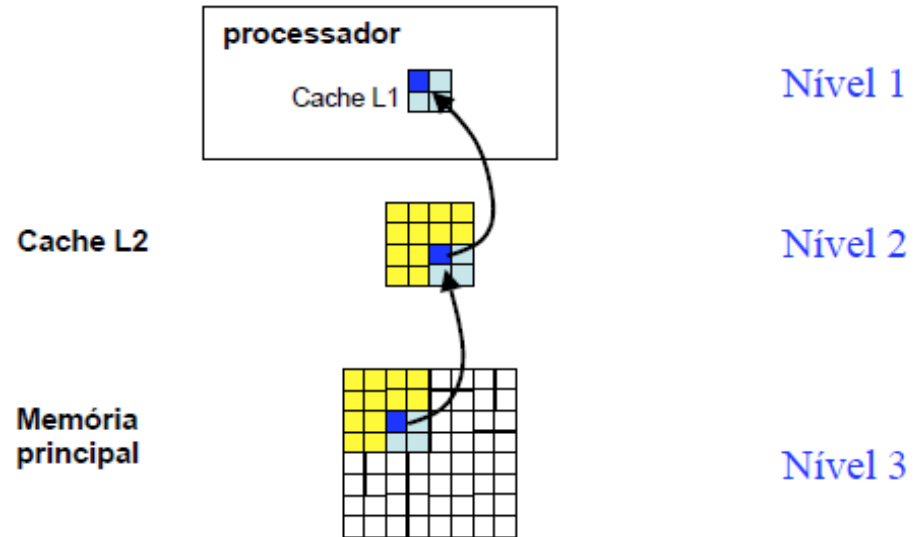 processador
Cache L1
Nível 1
Cache L2
Nível 2
Memória
principal
Nível 3